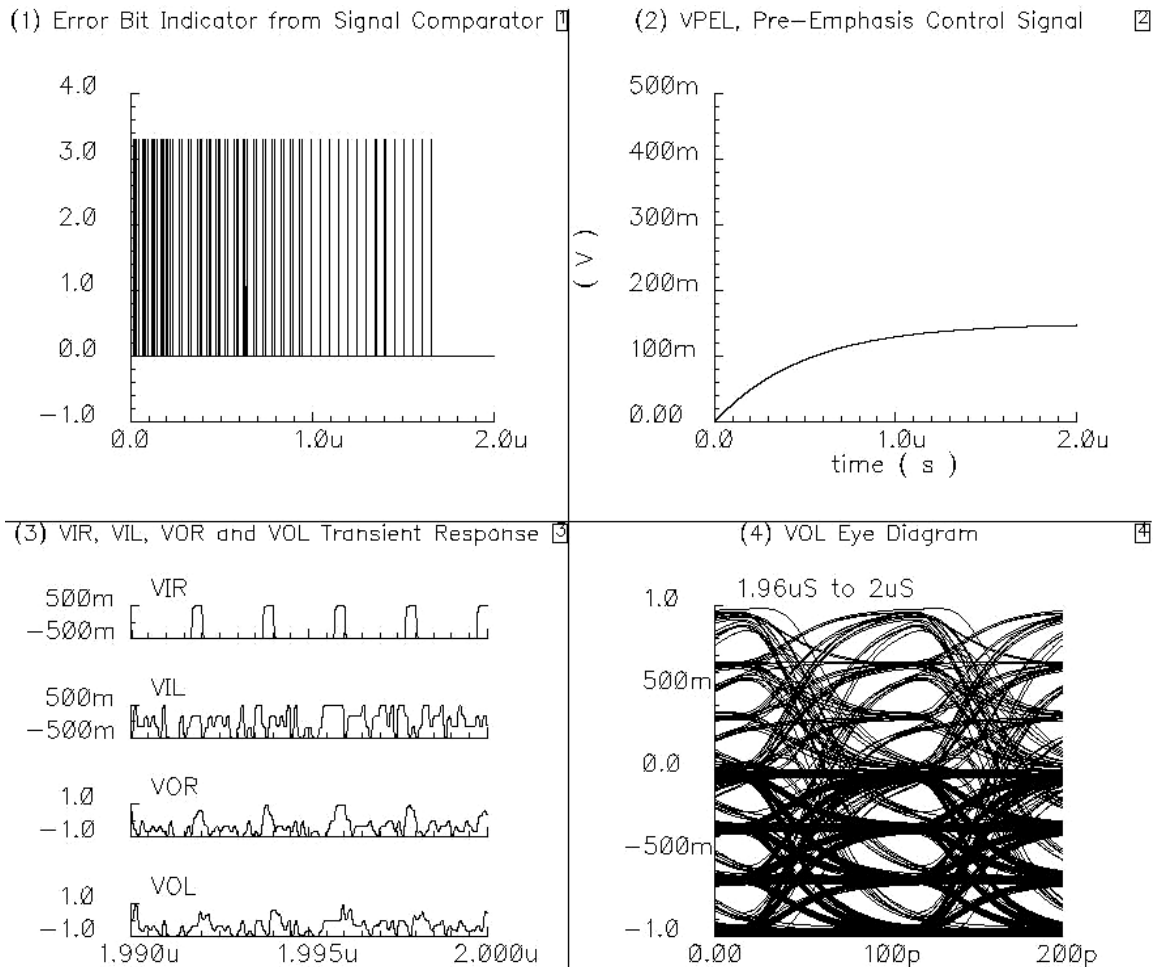 (1) Error Bit Indicator from Signal Comparator 1
4.0
3.0
2.0
1.0
0.0
-1.0
0.0 1.0u 2.0u
(2) VPEL, Pre-Emphasis Control Signal 2
500m
400m
300m
200m
100m
0.00
( V )
0.0 1.0u 2.0u
time ( s )
(3) VIR, VIL, VOR and VOL Transient Response 3
VIR
500m
-500m
VIL
500m
-500m
VOR
1.0
-1.0
VOL
1.0
-1.0
1.990u 1.995u 2.000u
(4) VOL Eye Diagram 4
1.96uS to 2uS
1.0
500m
0.0
-500m
-1.0
0.00 100p 200p